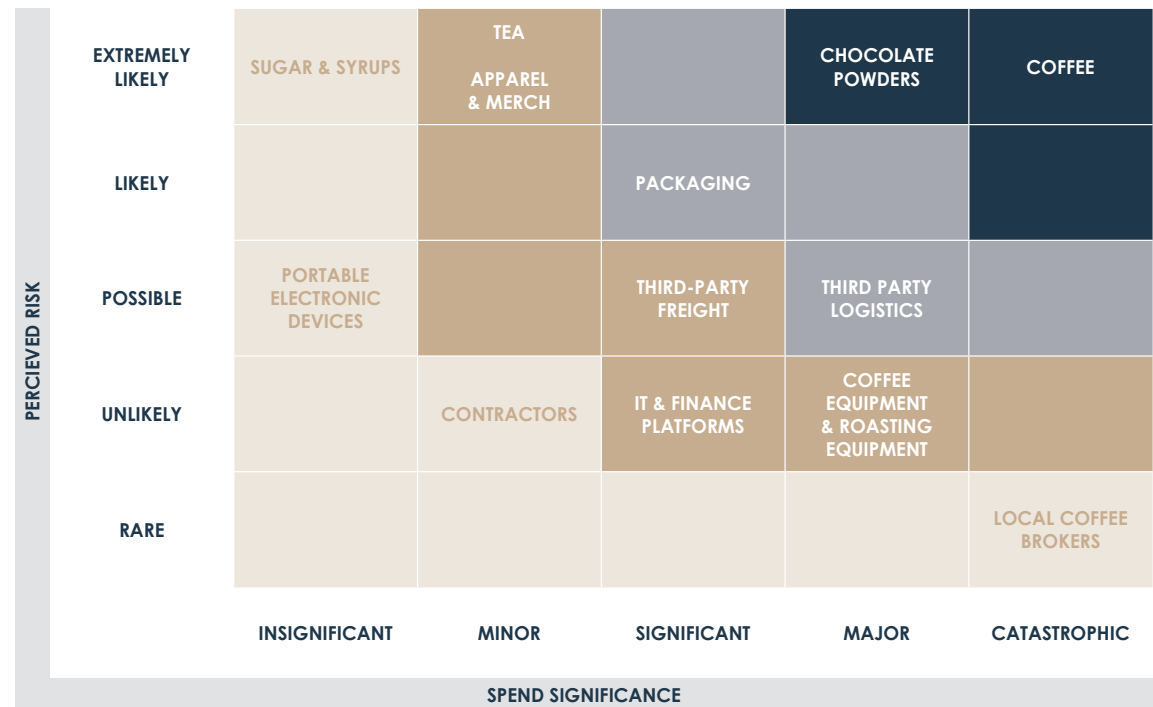 EXTREMELY
LIKELY
SUGAR & SYRUPS
TEA
APPAREL
& MERCH
CHOCOLATE
POWDERS
COFFEE
LIKELY
PACKAGING
POSSIBLE
PORTABLE
ELECTRONIC
DEVICES
THIRD-PARTY
FREIGHT
THIRD PARTY
LOGISTICS
UNLIKELY
CONTRACTORS
IT & FINANCE
PLATFORMS
COFFEE
EQUIPMENT
& ROASTING
EQUIPMENT
RARE
LOCAL COFFEE
BROKERS
PERCIEVED RISK
INSIGNIFICANT
MINOR
SIGNIFICANT
MAJOR
CATASTROPHIC
SPEND SIGNIFICANCE